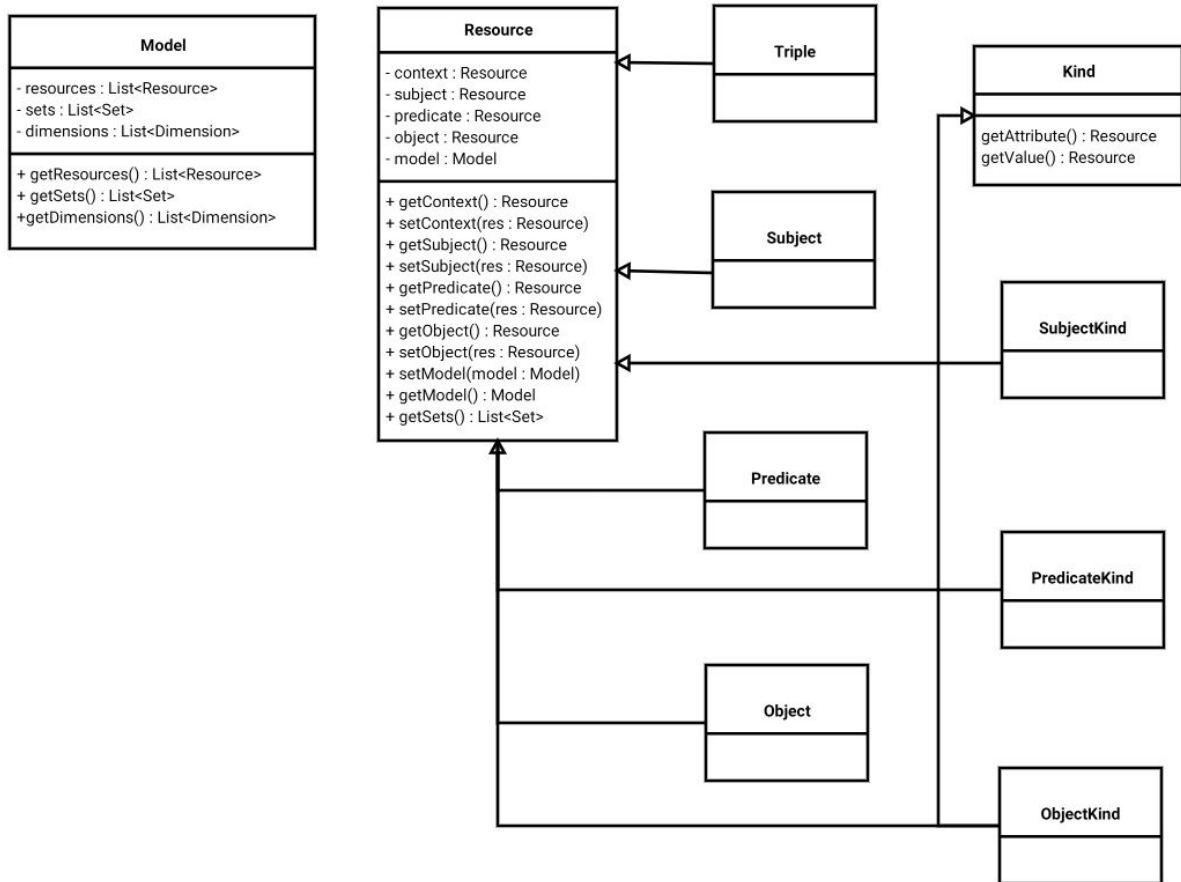 Model
- resources : List<Resource>
- sets : List<Set>
- dimensions : List<Dimension>
+ getResources() : List<Resource>
+ getSets() : List<Set>
+getDimensions() : List<Dimension>
Resource
- context : Resource
- subject : Resource
- predicate : Resource
- object : Resource
- model : Model
+ getContext() : Resource
+ setContext(res : Resource)
+ getSubject() : Resource
+ setSubject(res : Resource)
+ getPredicate() : Resource
+ setPredicate(res : Resource)
+ getObject() : Resource
+ setObject(res : Resource)
+ setModel(model : Model)
+ getModel() : Model
+ getSets() : List<Set>
Triple
Kind
getAttribute() : Resource
getValue() : Resource
Subject
SubjectKind
Predicate
PredicateKind
Object
ObjectKind